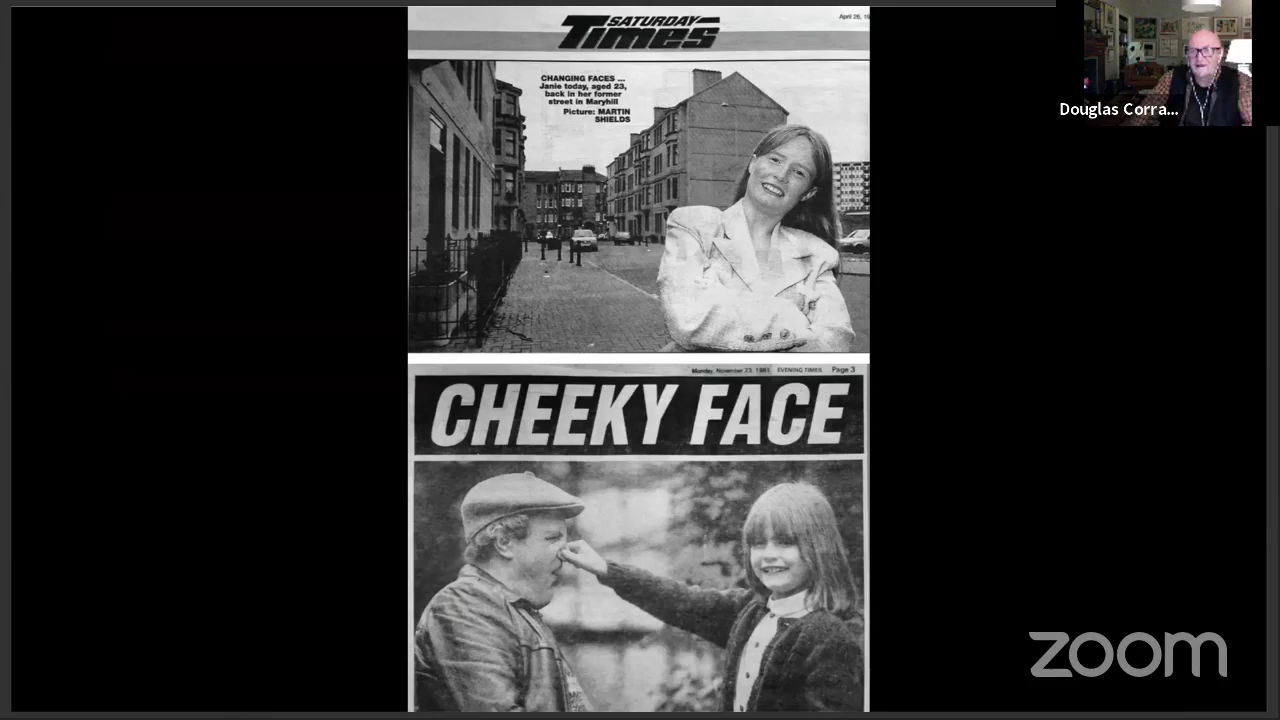 SATURDAY
Times
April 26, 19
CHANGING FACES ...
Janie today, aged 23,
back in her former
street in Maryhill
Picture: MARTIN
SHIELDS
Douglas Corra...
Monday, November 23, 1981 EVENING TIMES Page 3
CHEEKY FACE
zoom